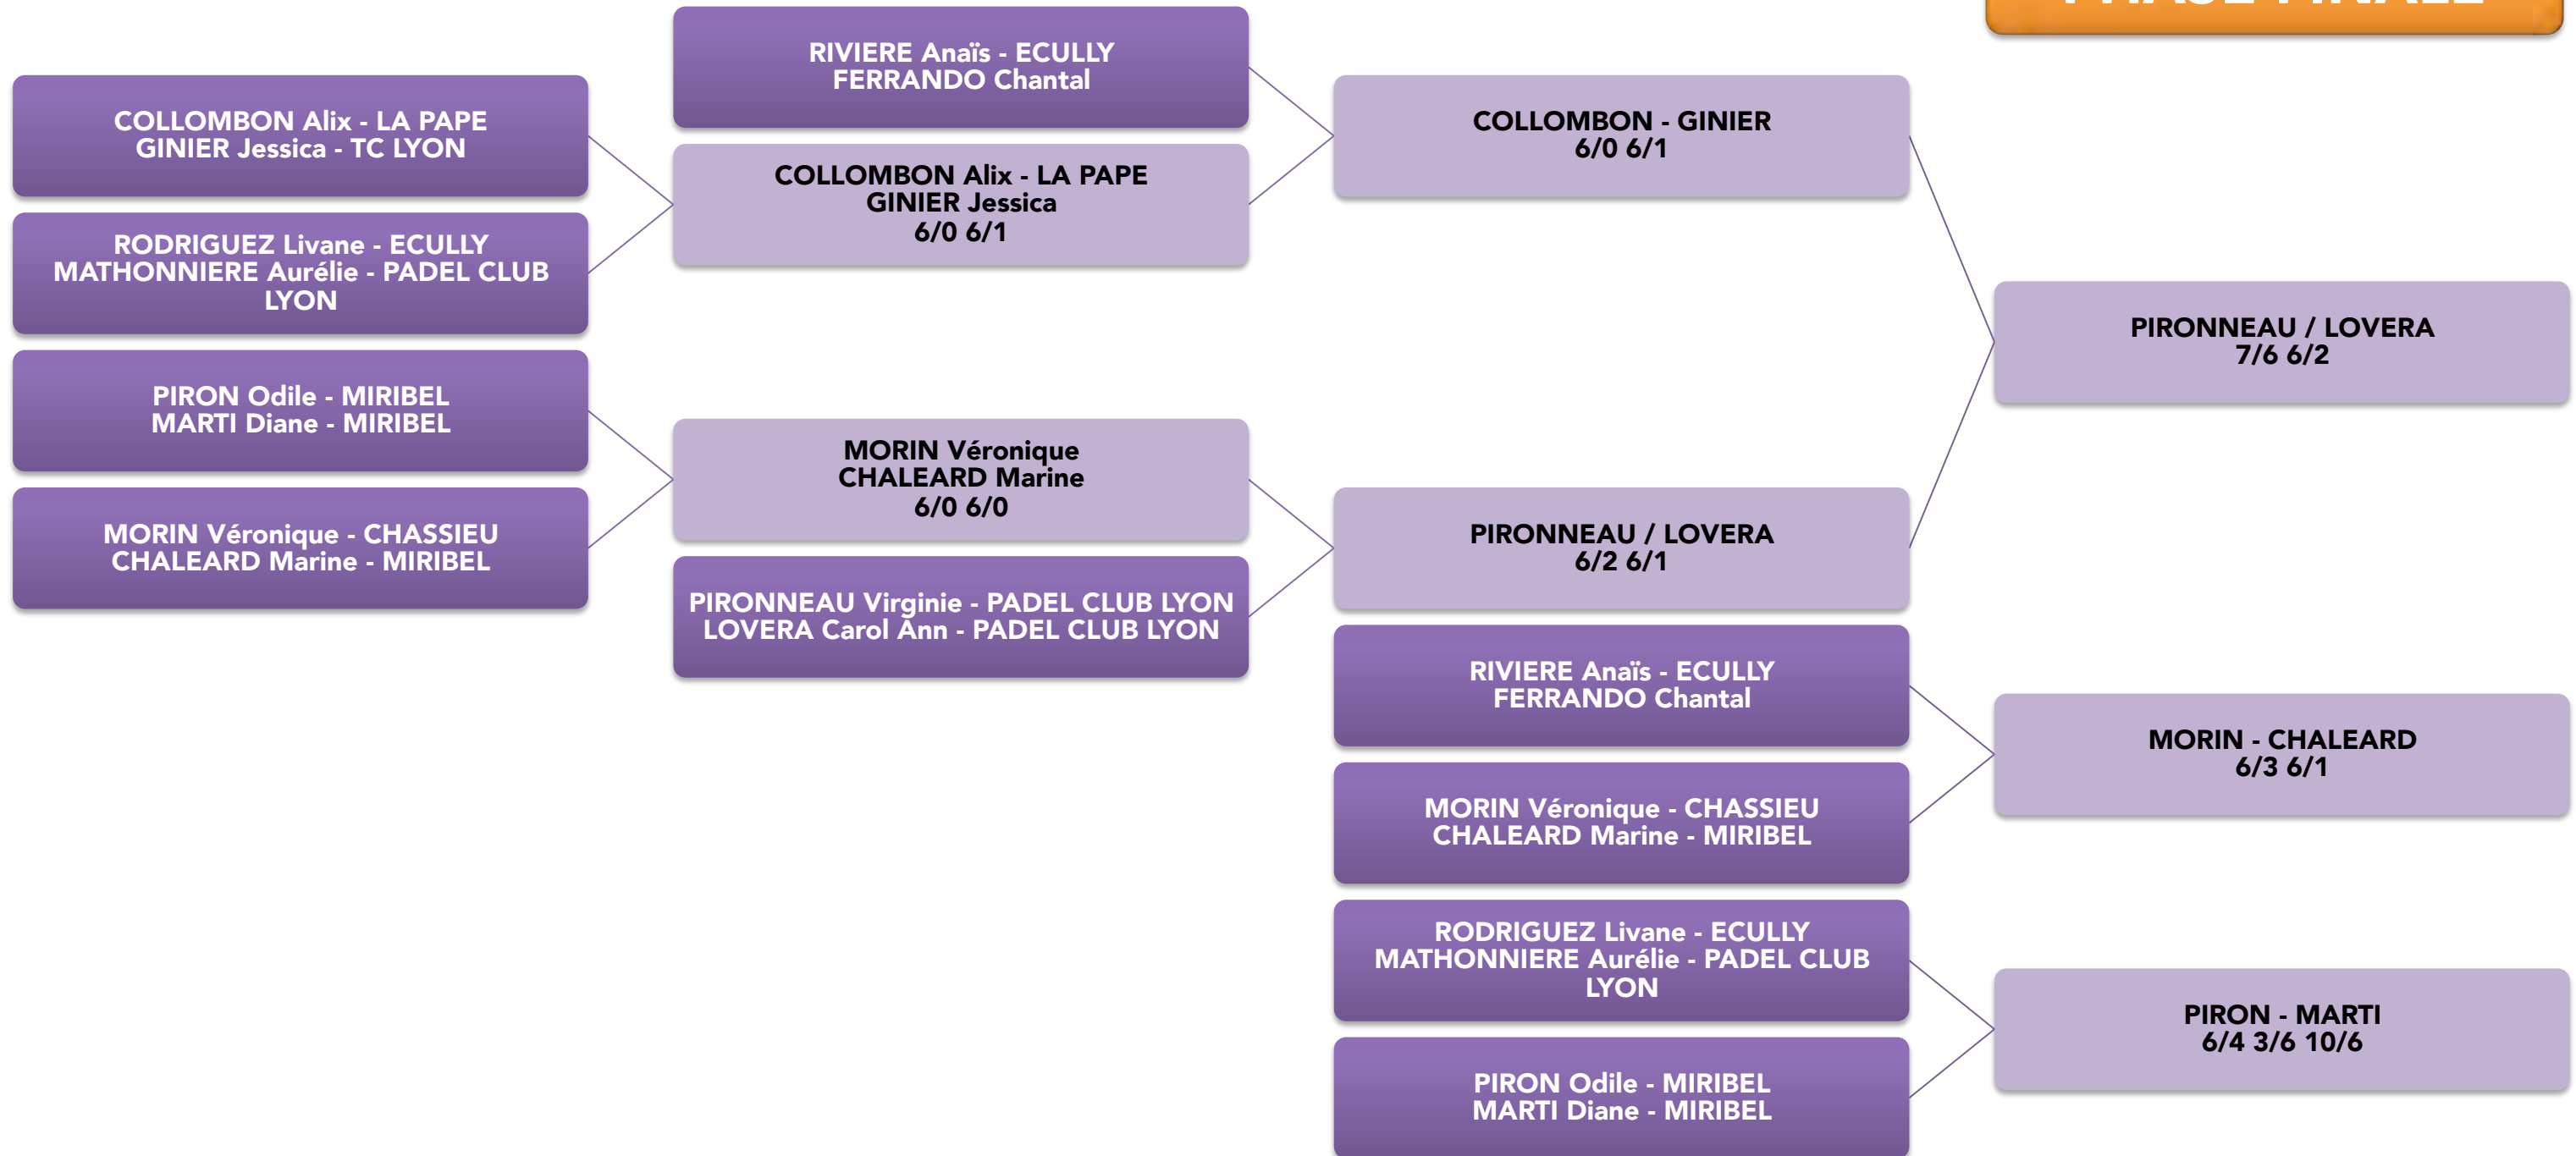 PHASE FINALE
RIVIERE Anaïs - ECULLY
FERRANDO Chantal
COLLOMBON Alix - LA PAPE
GINIER Jessica - TC LYON
COLLOMBON - GINIER
6/0 6/1
COLLOMBON Alix - LA PAPE
GINIER Jessica
6/0 6/1
RODRIGUEZ Livane - ECULLY
MATHONNIERE Aurélie - PADEL CLUB
LYON
PIRONNEAU / LOVERA
7/6 6/2
PIRON Odile - MIRIBEL
MARTI Diane - MIRIBEL
MORIN Véronique
CHALEARD Marine
6/0 6/0
MORIN Véronique - CHASSIEU
CHALEARD Marine - MIRIBEL
PIRONNEAU / LOVERA
6/2 6/1
PIRONNEAU Virginie - PADEL CLUB LYON
LOVERA Carol Ann - PADEL CLUB LYON
RIVIERE Anaïs - ECULLY
FERRANDO Chantal
MORIN - CHALEARD
6/3 6/1
MORIN Véronique - CHASSIEU
CHALEARD Marine - MIRIBEL
RODRIGUEZ Livane - ECULLY
MATHONNIERE Aurélie - PADEL CLUB
LYON
PIRON - MARTI
6/4 3/6 10/6
PIRON Odile - MIRIBEL
MARTI Diane - MIRIBEL